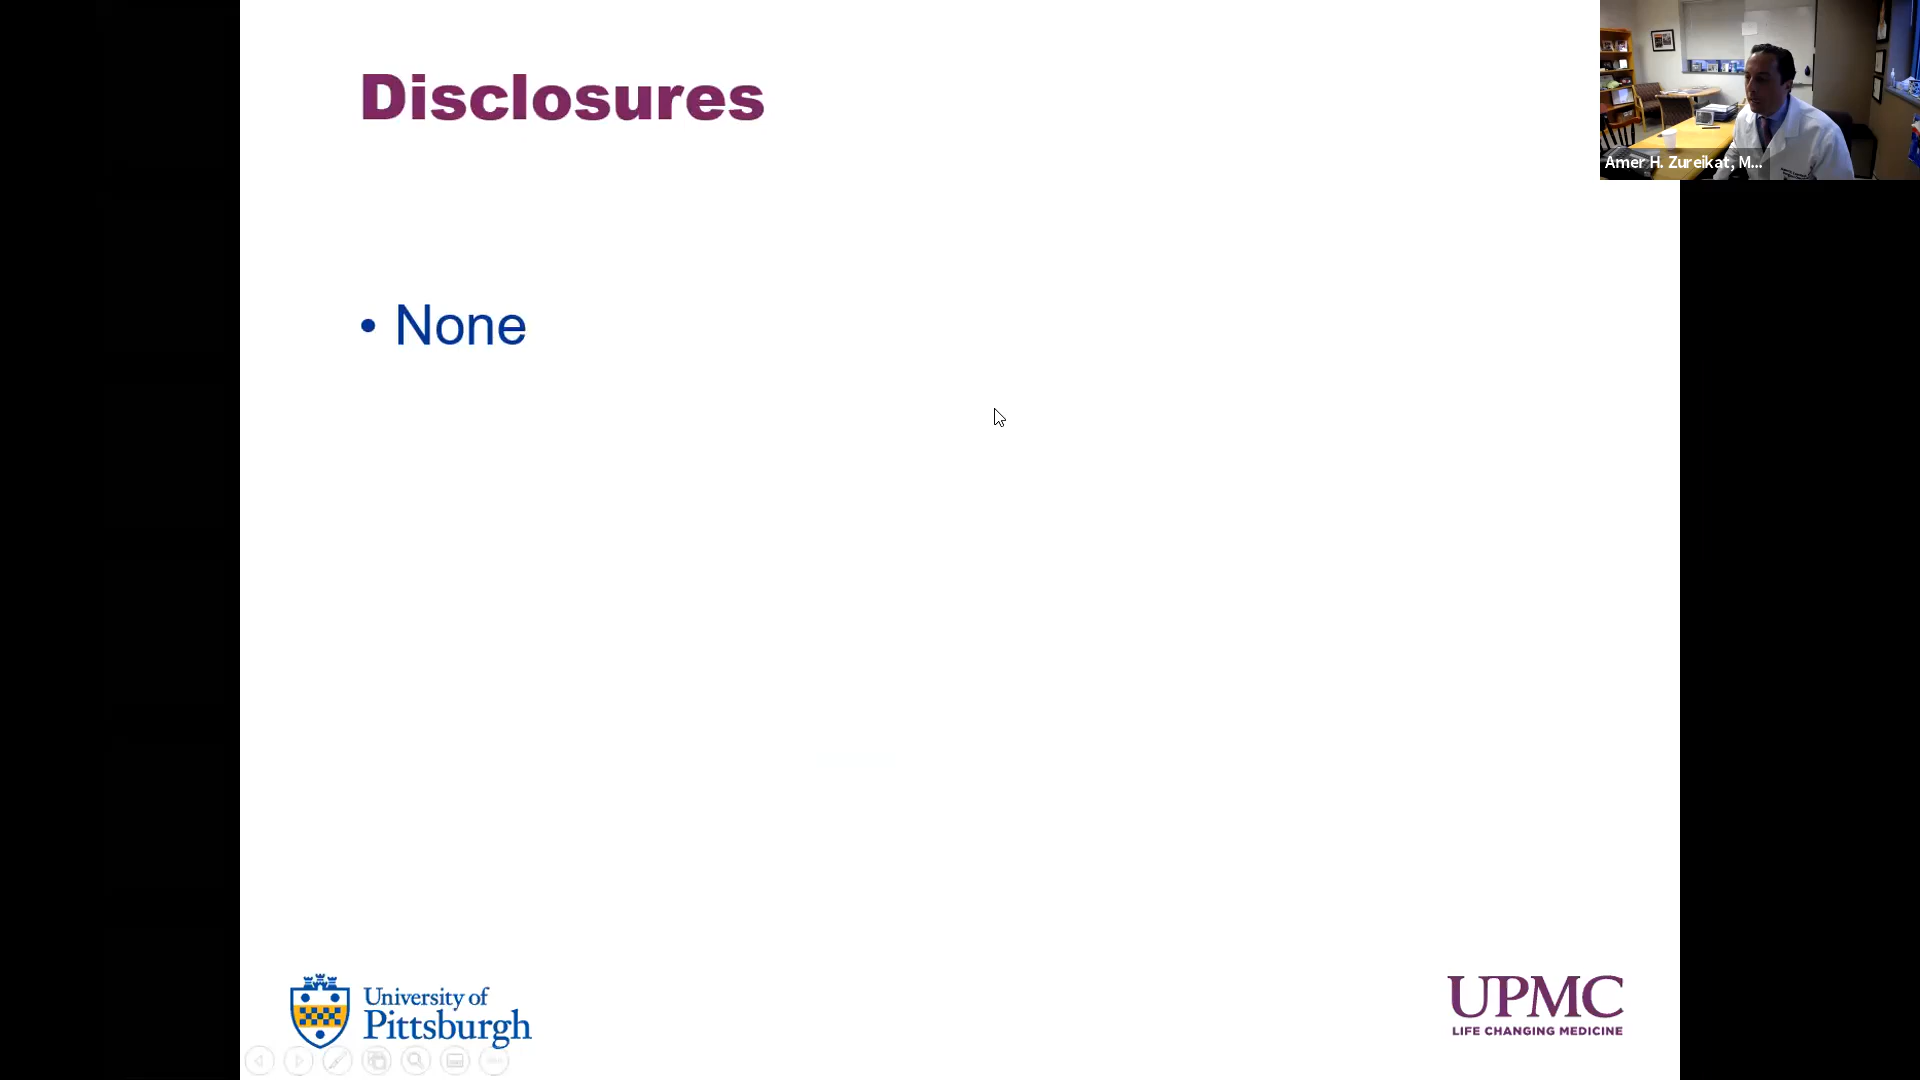 Disclosures
Amer H. Zureikat, M...
• None
University of
Pittsburgh
UPMC
LIFE CHANGING MEDICINE